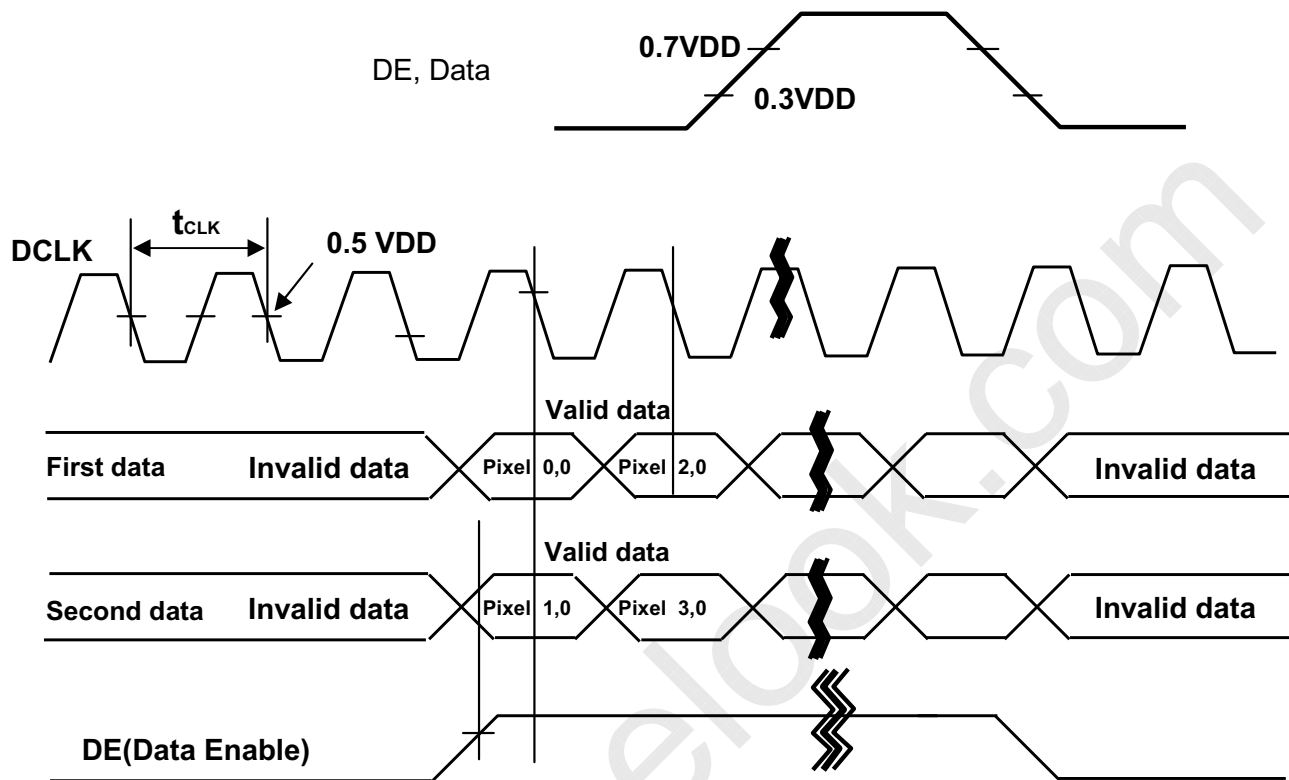 0.7VDD
DE, Data
0.3VDD
tCLK
DCLK
0.5 VDD
Valid data
First data
Invalid data
Pixel 0,0
Pixel 2,0
Invalid data
Valid data
Second data
Invalid data
Pixel 1,0
Pixel 3,0
Invalid data
DE(Data Enable)
elook.com